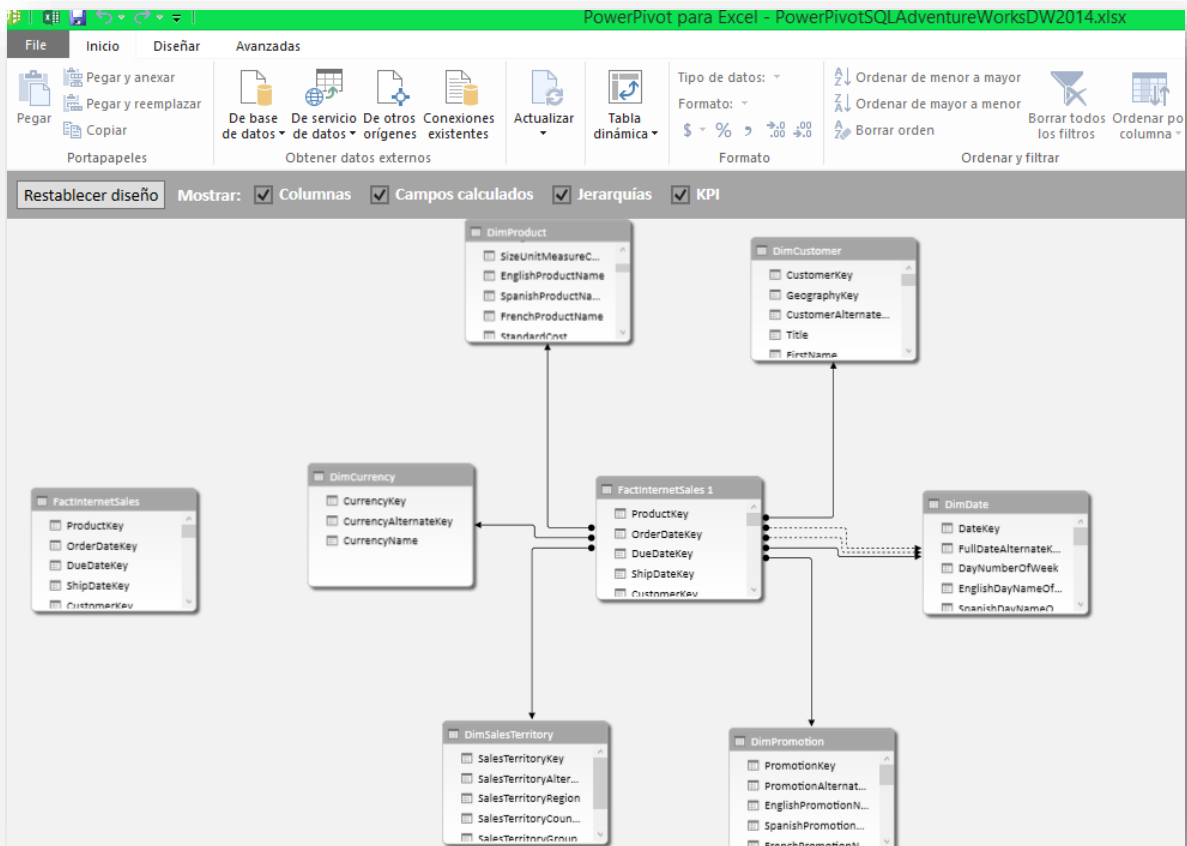 PowerPivot para Excel - PowerPivotSQLAdventureWorksDW2014.xlsx
File Inicio Diseñar Avanzadas
Pegar
Pegar y anexar
Pegar y reemplazar
Copiar
Portapapeles
De base de datos
De servicio de datos
De otros orígenes
Conexiones existentes
Obtener datos externos
Actualizar
Tabla dinámica
Tipo de datos:
Formato:
$ % , .00 .00
Formato
Ordenar de menor a mayor
Ordenar de mayor a menor
Borrar orden
Borrar todos los filtros
Ordenar po
columna
Ordenar y filtrar
Restablecer diseño Mostrar: Columnas Campos calculados Jerarquías KPI
DimProduct
SizeUnitMeasureC...
EnglishProductName
SpanishProductNa...
FrenchProductName
StandardCost
DimCustomer
CustomerKey
GeographyKey
CustomerAlternate...
Title
FirstName
FactInternetSales
ProductKey
OrderDateKey
DueDateKey
ShipDateKey
CustomerKey
DimCurrency
CurrencyKey
CurrencyAlternateKey
CurrencyName
FactInternetSales 1
ProductKey
OrderDateKey
DueDateKey
ShipDateKey
CustomerKey
DimDate
DateKey
FullDateAlternateK...
DayNumberOfWeek
EnglishDayNameOf...
SpanishDayNameO...
DimSalesTerritory
SalesTerritoryKey
SalesTerritoryAlter...
SalesTerritoryRegion
SalesTerritoryCoun...
SalesTerritoryGroup
DimPromotion
PromotionKey
PromotionAlternat...
EnglishPromotionN...
SpanishPromotion...
FrenchPromotionN...